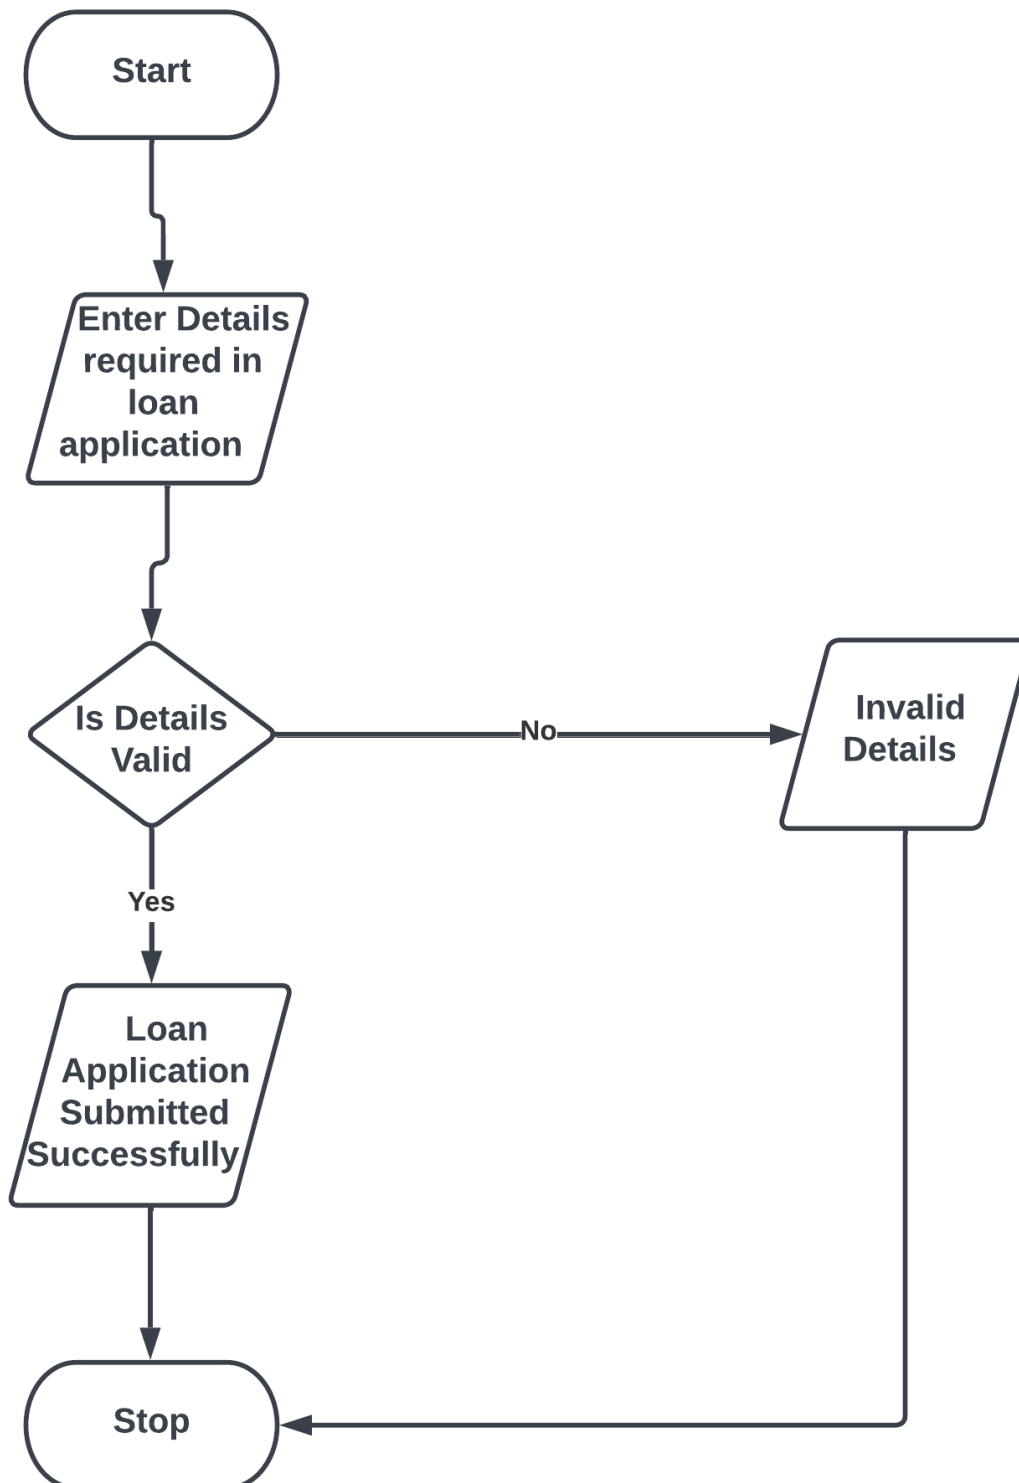 Start
Enter Details
required in
loan
application
Is Details
Valid
No
Invalid
Details
Yes
Loan
Application
Submitted
Successfully
Stop